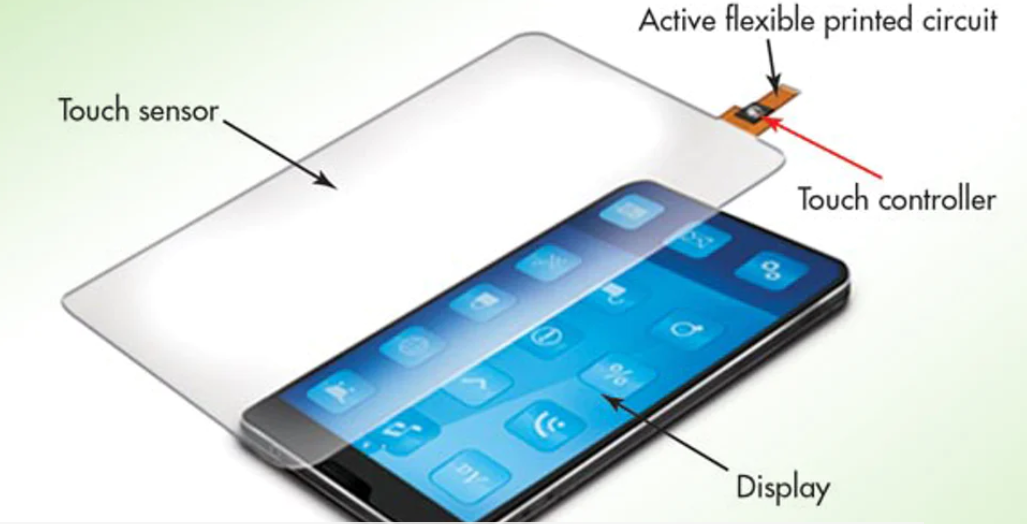 Active flexible printed circuit
Touch sensor
Touch controller
Display